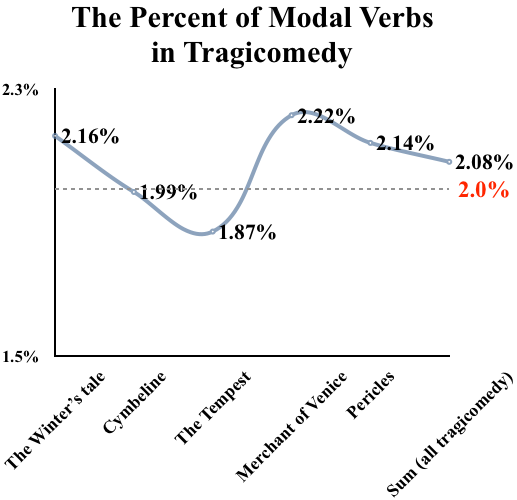 The Percent of Modal Verbs
in Tragicomedy
2.3%
2.16%
1.99%
1.87%
2.22%
2.14%
2.08%
2.0%
1.5%
The Winter's tale
Cymbeline
The Tempest
Merchant of Venice
Pericles
Sum (all tragicomedy)